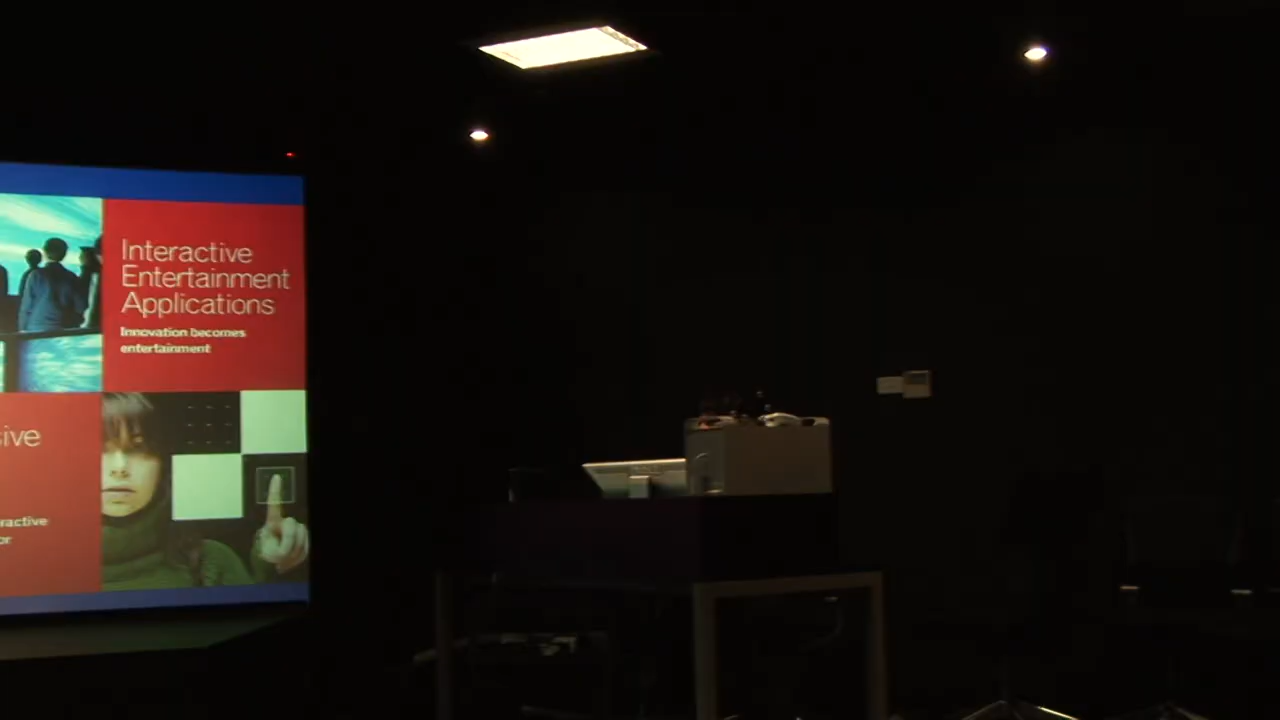 Interactive
Entertainment
Applications
Innovation becomes
entertainment
sive
ractive
or